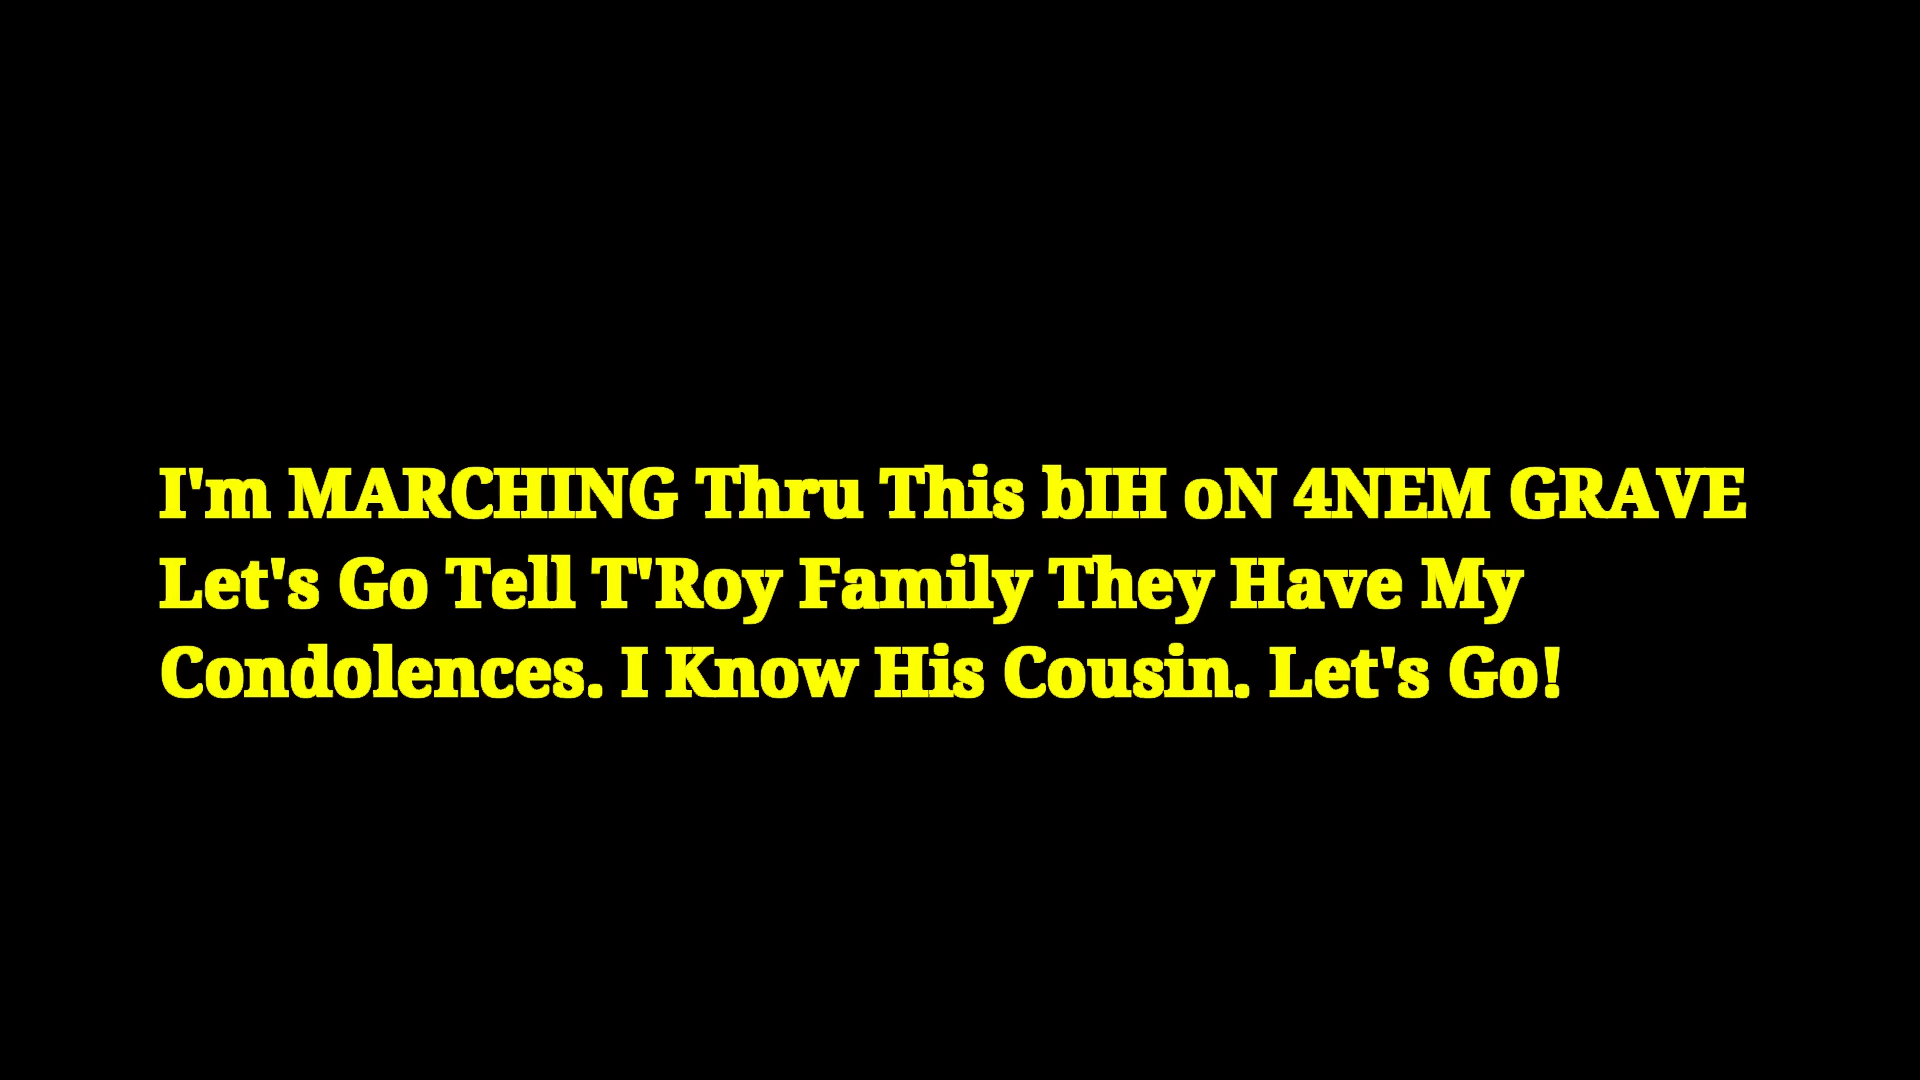 I'm MARCHING Thru This bIH oN 4NEM GRAVE
Let's Go Tell T'Roy Family They Have My
Condolences. I Know His Cousin. Let's Go!